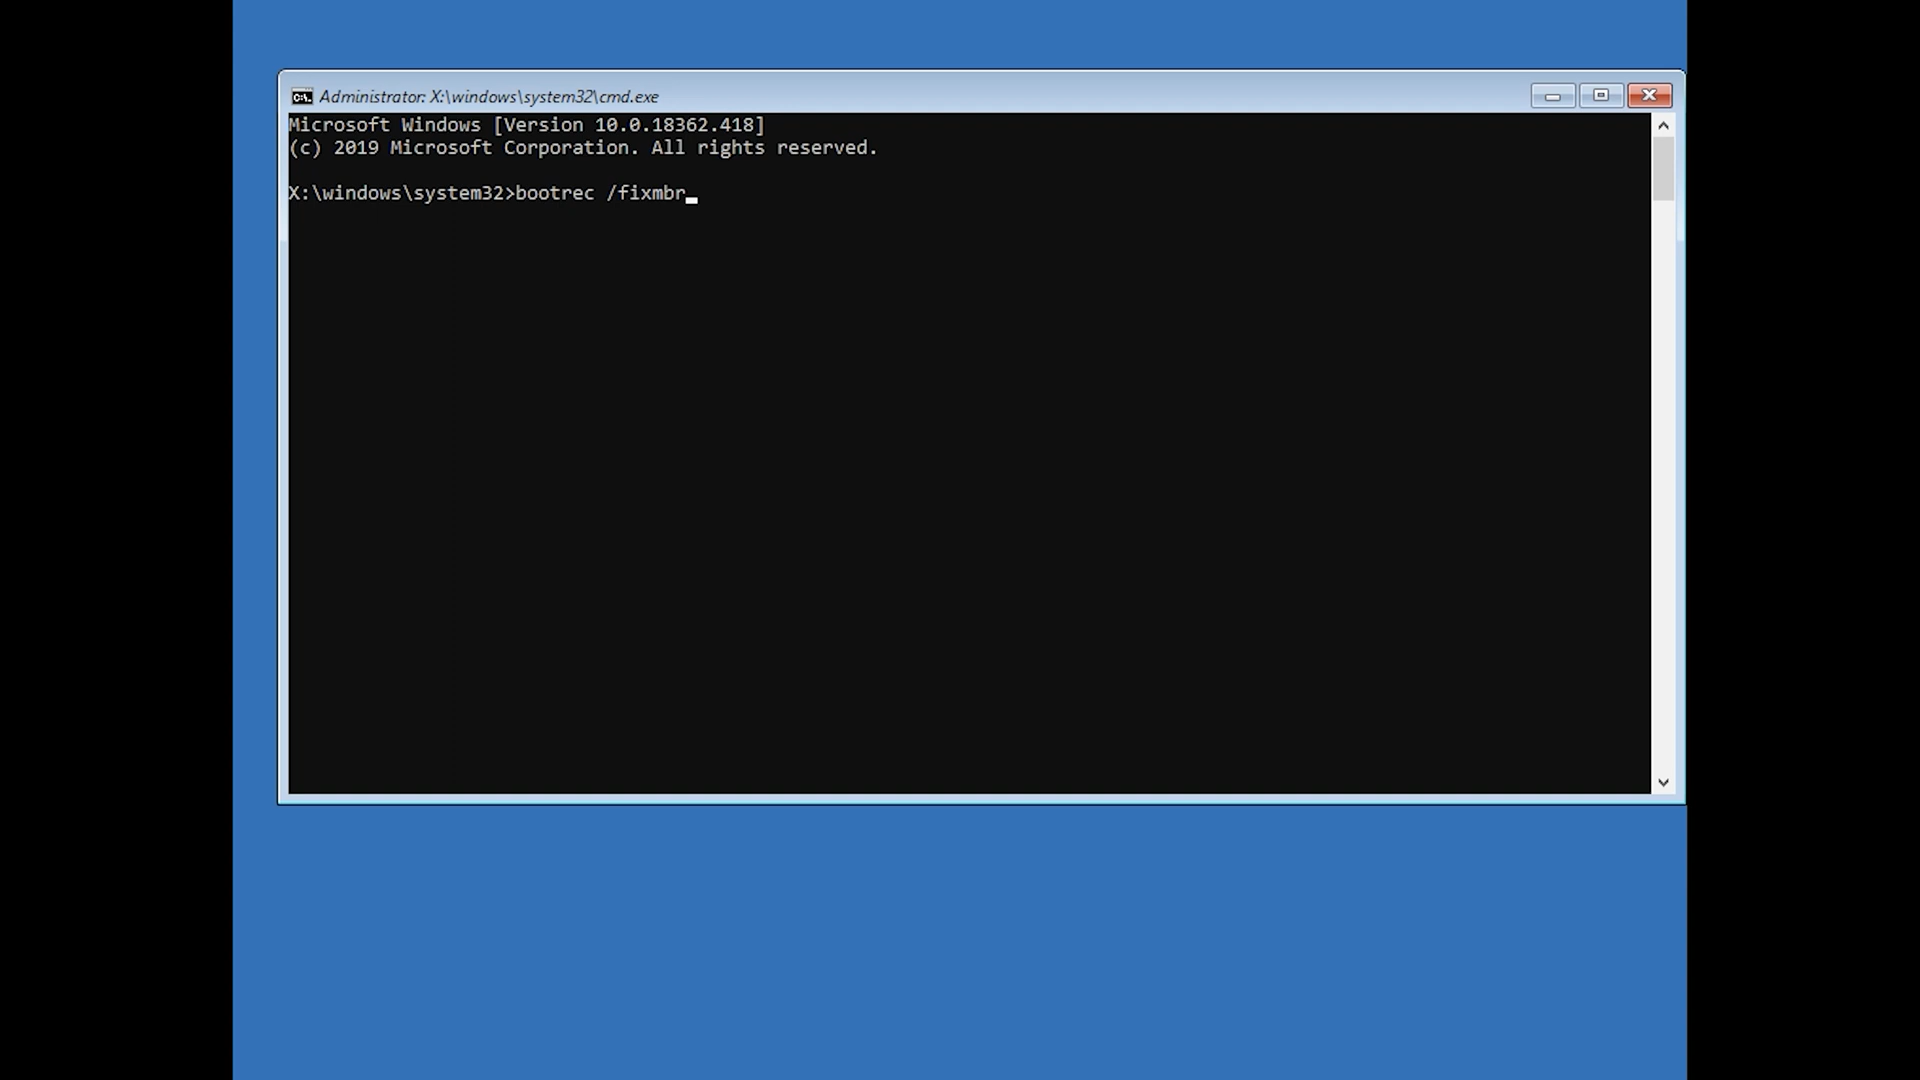 Administrator: X:\windows\system32\cmd.exe
Microsoft Windows [Version 10.0.18362.418]
(c) 2019 Microsoft Corporation. All rights reserved.
X:\windows\system32>bootrec /fixmbr